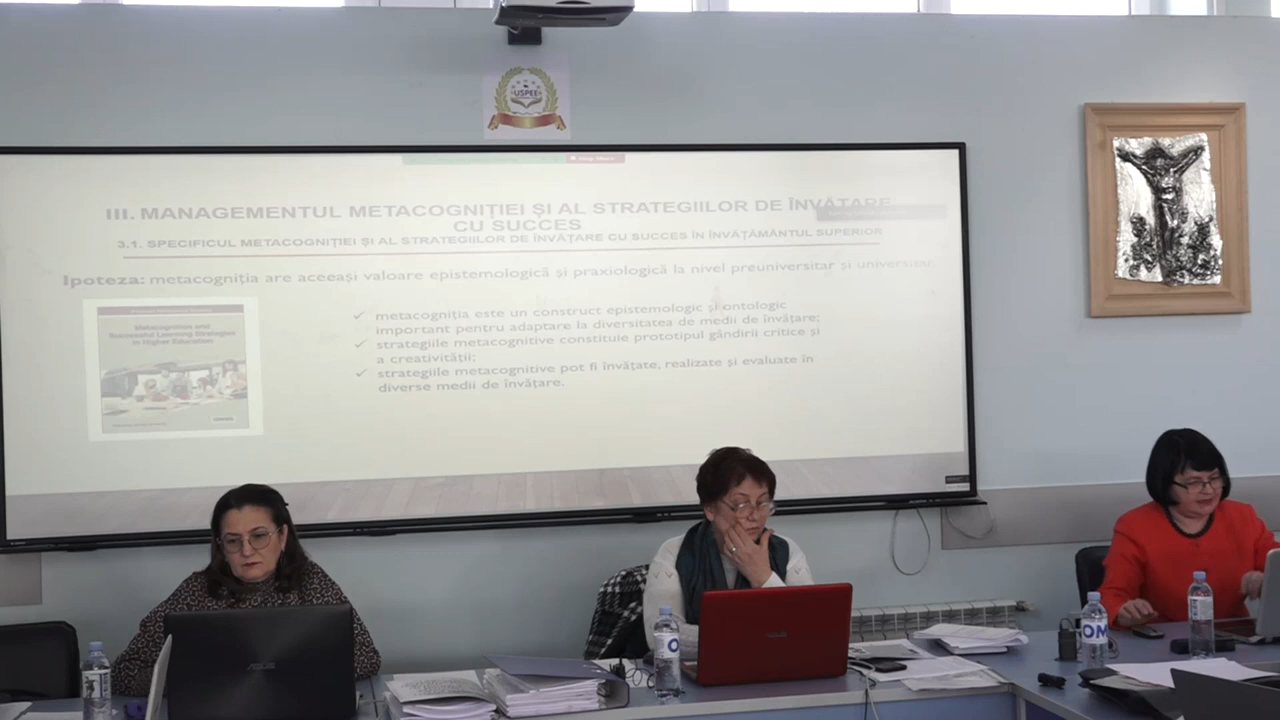 USPEE
III. MANAGEMENTUL METACOGNIȚIEI ȘI AL STRATEGIILOR DE ÎNVĂȚARE
CU SUCCES
3.1. SPECIFICUL METACOGNIȚIEI ȘI AL STRATEGIILOR DE ÎNVĂȚARE CU SUCCES ÎN ÎNVĂȚĂMÂNTUL SUPERIOR
Ipoteza: metacogniția are aceeași valoare epistemologică și praxiologică la nivel preuniversitar și universitar.
metacogniția este un construct epistemologic și ontologic
important pentru adaptare la diversitatea de medii de învățare;
strategiile metacognitive constituie prototipul gândirii critice și
a creativității;
strategiile metacognitive pot fi învățate, realizate și evaluate în
diverse medii de învățare.
Metacognition and
Successful Learning Strategies
in Higher Education
ASUS
OM
OM